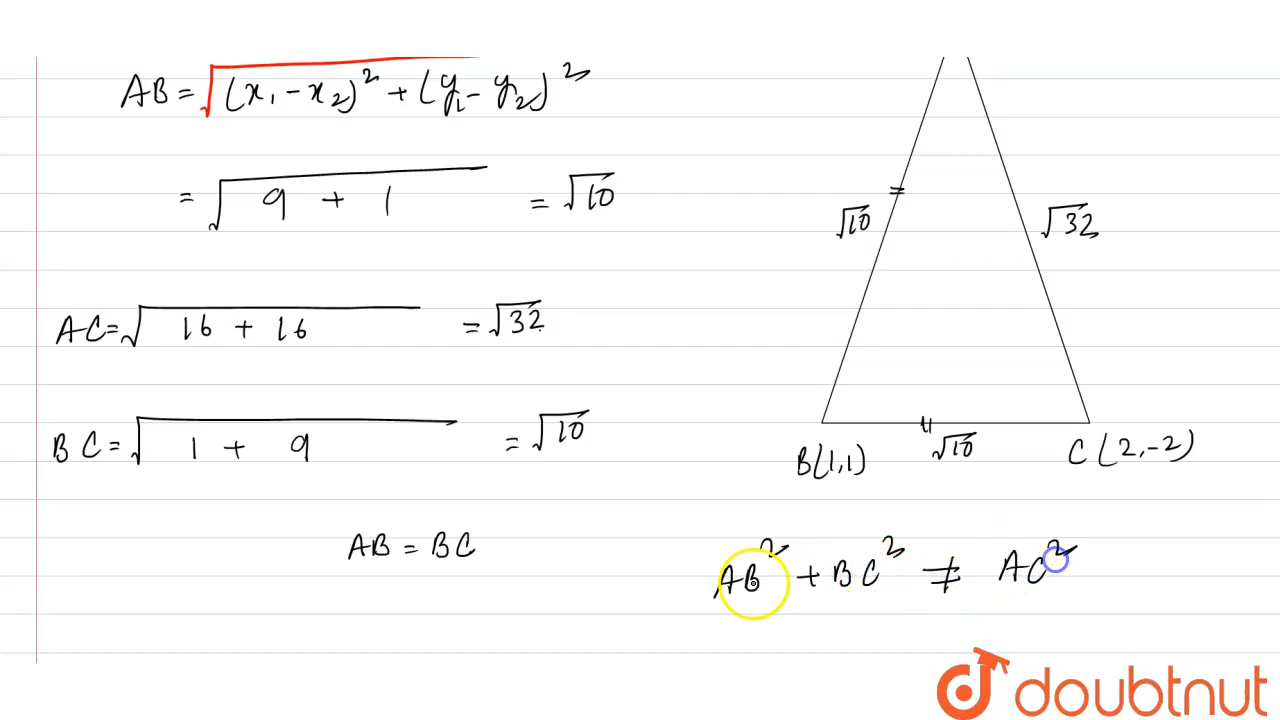 AB = √(x₁ - x₂)² + (y₁ - y₂)²
= √9 + 1 = √10
AC = √16 + 16 = √32
BC = √1 + 9 = √10
AB = BC
√10
√32
√10
B(1,1)
C(2,-2)
AB² + BC² ≠ AC²
doubtnut